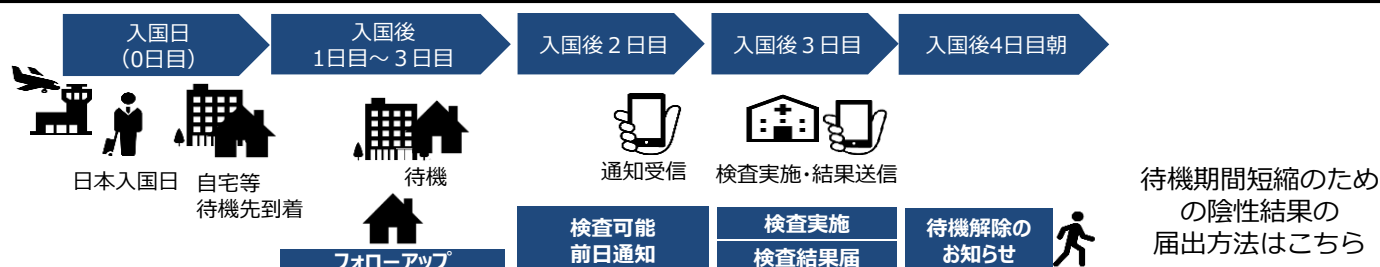 入国日
（0日目）
入国後
1日目～３日目
入国後２日目
入国後３日目
入国後4日目朝
日本入国日
自宅等
待機先到着
待機
通知受信
検査実施・結果送信
フォローアップ
検査可能
前日通知
検査実施
検査結果届
待機解除の
お知らせ
待機期間短縮のため
の陰性結果の
届出方法はこちら